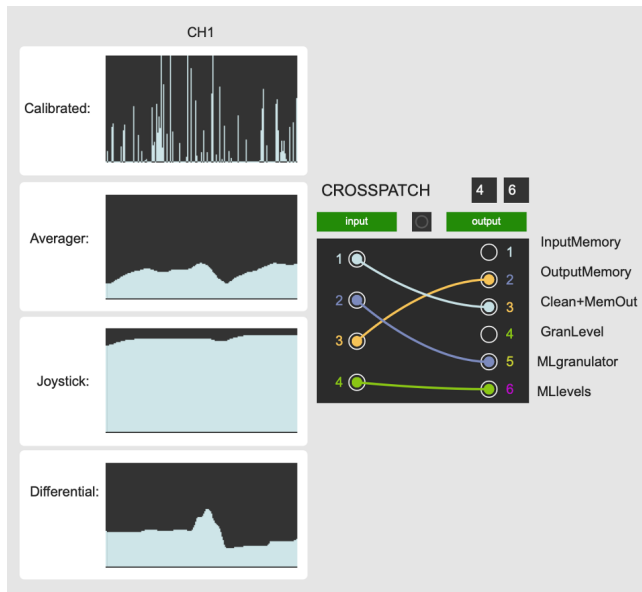 CH1
Calibrated:
Averager:
Joystick:
Differential:
CROSSPATCH 4 6
input output
1 1 InputMemory
2 2 OutputMemory
3 3 Clean+MemOut
4 4 GranLevel
5 MLgranulator
6 MLlevels